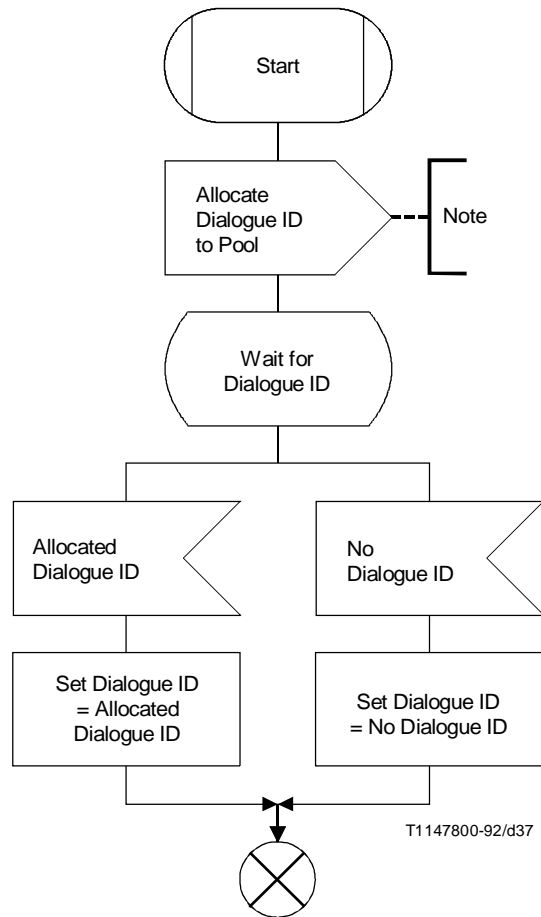 Start
Allocate
Dialogue ID
to Pool
Note
Wait for
Dialogue ID
Allocated
Dialogue ID
No
Dialogue ID
Set Dialogue ID
= Allocated
Dialogue ID
Set Dialogue ID
= No Dialogue ID
T1147800-92/d37